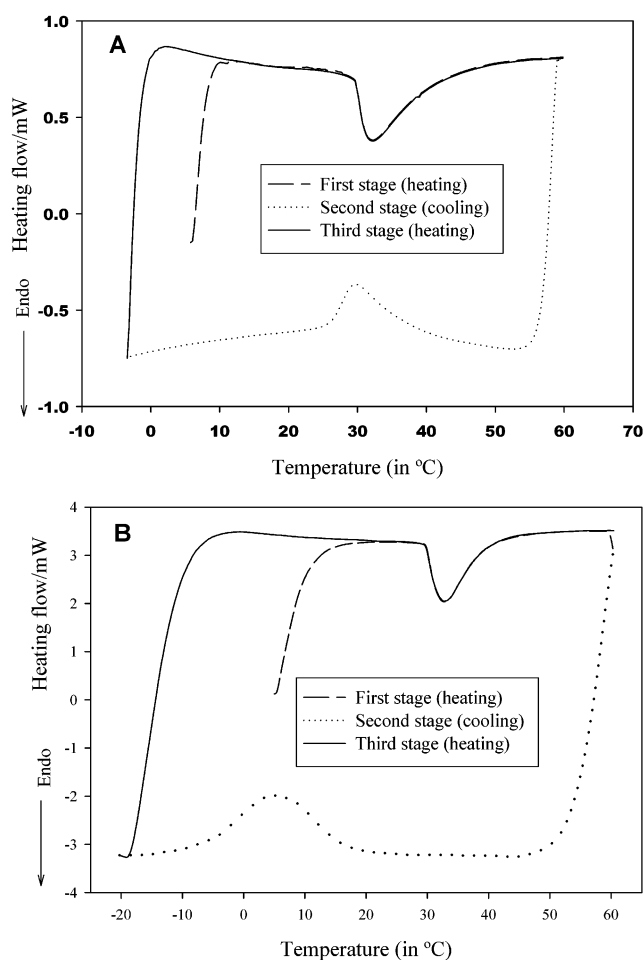 A
1.0
0.5
0.0
-0.5
-1.0
Heating flow/mW
Endo
First stage (heating)
Second stage (cooling)
Third stage (heating)
-10 0 10 20 30 40 50 60 70
Temperature (in ºC)
B
4
3
2
1
0
-1
-2
-3
-4
Heating flow/mW
Endo
First stage (heating)
Second stage (cooling)
Third stage (heating)
-20 -10 0 10 20 30 40 50 60
Temperature (in ºC)